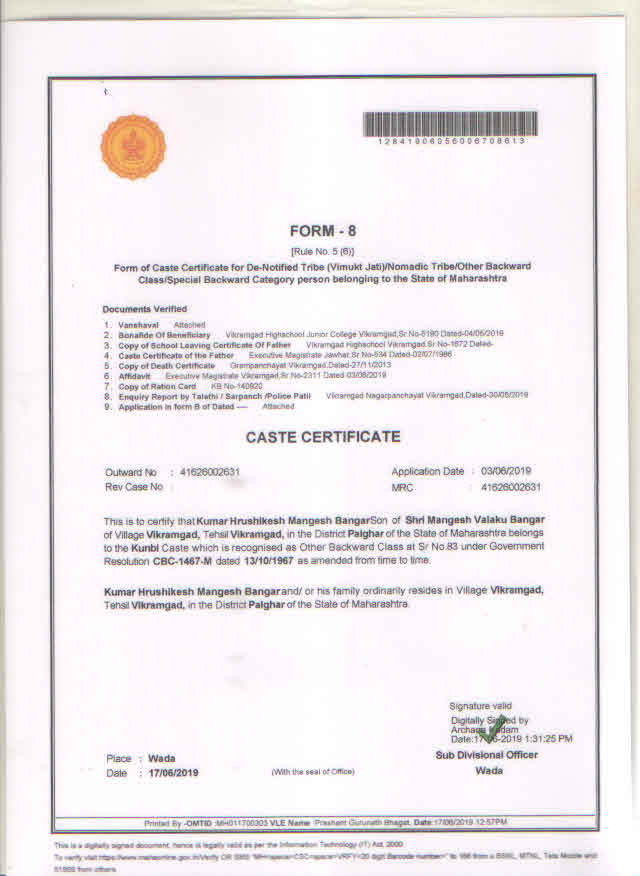 12841906056006708613
FORM - 8
[Rule No. 5 (6)]
Form of Caste Certificate for De-Notified Tribe (Vimukt Jati)/Nomadic Tribe/Other Backward
Class/Special Backward Category person belonging to the State of Maharashtra
Documents Verified
1. Vanshaval Attached
2. Bonafide Of Beneficiary Vikramgad Highschool Junior College Vikramgad,Sr.No-5190 Dated-04/05/2019
3. Copy of School Leaving Certificate Of Father Vikramgad Highschool Vikramgad,Sr No-1672 Dated-
4. Caste Certificate of the Father Executive Magistrate Jawhar,Sr No-534 Dated-02/07/1986
5. Copy of Death Certificate Grampanchayat Vikramgad,Dated-27/11/2013
6. Affidavit Executive Magistrate Vikramgad,Sr.No-2311 Dated-03/06/2019
7. Copy of Ration Card KB No-140820
8. Enquiry Report by Talathi / Sarpanch /Police Patil Vikramgad Nagarpanchayat Vikramgad,Dated-30/05/2019
9. Application in form B of Dated ---- Attached
CASTE CERTIFICATE
Outward No : 41626002631 Application Date : 03/06/2019
Rev Case No : MRC : 41626002631
This is to certify that Kumar Hrushikesh Mangesh Bangar Son of Shri Mangesh Valaku Bangar
of Village Vikramgad, Tehsil Vikramgad, in the District Palghar of the State of Maharashtra belongs
to the Kunbi Caste which is recognised as Other Backward Class at Sr No.83 under Government
Resolution CBC-1467-M dated 13/10/1967 as amended from time to time.
Kumar Hrushikesh Mangesh Bangar and/ or his family ordinarily resides in Village Vikramgad,
Tehsil Vikramgad, in the District Palghar of the State of Maharashtra.
Signature valid
Digitally Signed by
Archana Kadam
Date:17-06-2019 1:31:25 PM
Sub Divisional Officer
Wada
Place : Wada
Date : 17/06/2019 (With the seal of Office)
Printed By -OMTID :MH011700303 VLE Name :Prashant Gurunath Bhagat. Date:17/06/2019 12:57PM
This is a digitally signed document, hence is legally valid as per the Information Technology (IT) Act, 2000
To verify visit https://www.mahaonline.gov.in/Verify OR SMS "MH<space>CSC<space>VRFY<20 digit Barcode number>" to 166 from a BSNL, MTNL, Tata Mobile and
51969 from others